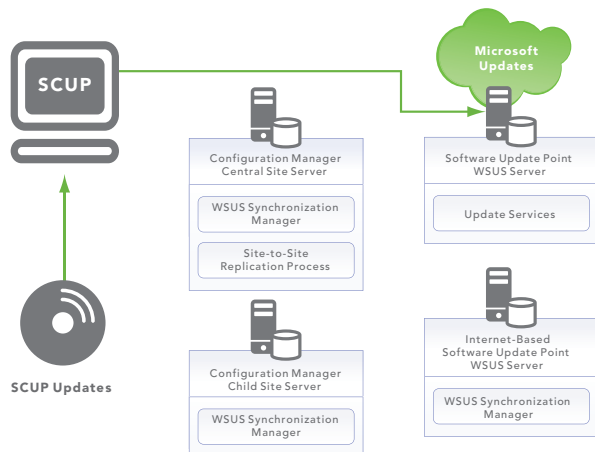 SCUP
Microsoft
Updates
Configuration Manager
Central Site Server
WSUS Synchronization
Manager
Site-to-Site
Replication Process
Software Update Point
WSUS Server
Update Services
SCUP Updates
Configuration Manager
Child Site Server
WSUS Synchronization
Manager
Internet-Based
Software Update Point
WSUS Server
WSUS Synchronization
Manager